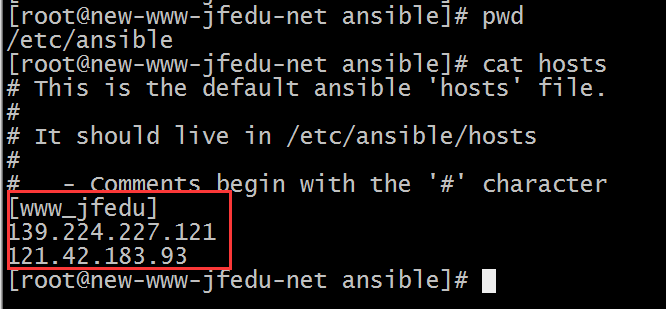 [root@new-www-jfedu-net ansible]# pwd
/etc/ansible
[root@new-www-jfedu-net ansible]# cat hosts
# This is the default ansible 'hosts' file.
#
# It should live in /etc/ansible/hosts
#
#   - Comments begin with the '#' character
[www_jfedu]
139.224.227.121
121.42.183.93
[root@new-www-jfedu-net ansible]#